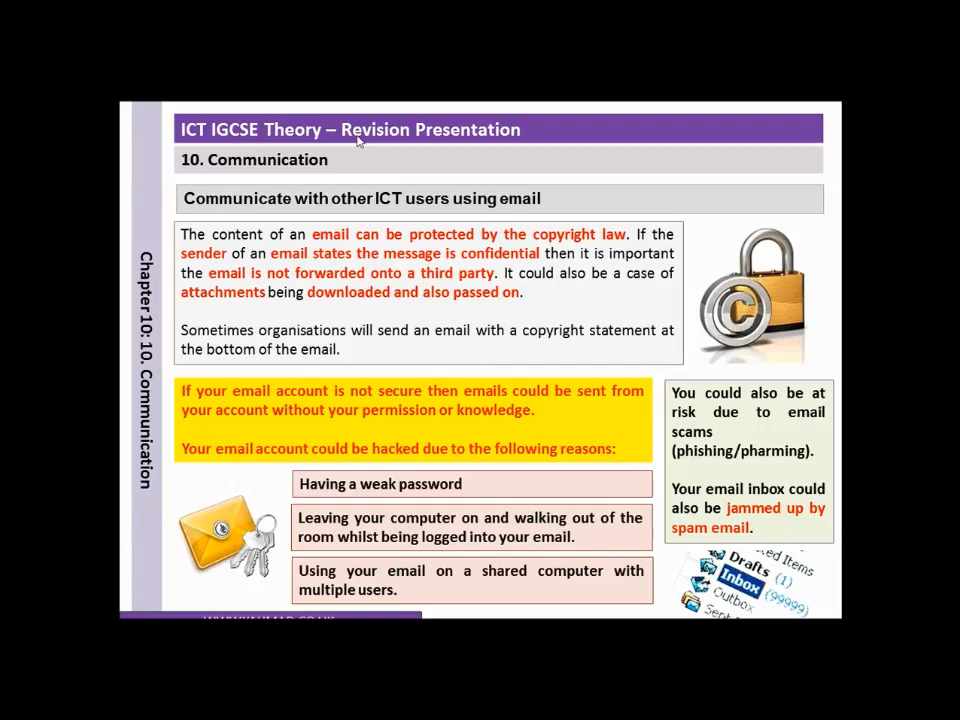 ICT IGCSE Theory – Revision Presentation
10. Communication
Communicate with other ICT users using email
The content of an email can be protected by the copyright law. If the
sender of an email states the message is confidential then it is important
the email is not forwarded onto a third party. It could also be a case of
attachments being downloaded and also passed on.
Sometimes organisations will send an email with a copyright statement at
the bottom of the email.
If your email account is not secure then emails could be sent from
your account without your permission or knowledge.
Your email account could be hacked due to the following reasons:
Having a weak password
Leaving your computer on and walking out of the
room whilst being logged into your email.
Using your email on a shared computer with
multiple users.
You could also be at
risk due to email
scams
(phishing/pharming).
Your email inbox could
also be jammed up by
spam email.
Chapter 10: 10. Communication
©
Items
Drafts (1)
Inbox (99999)
Outbox
Sent